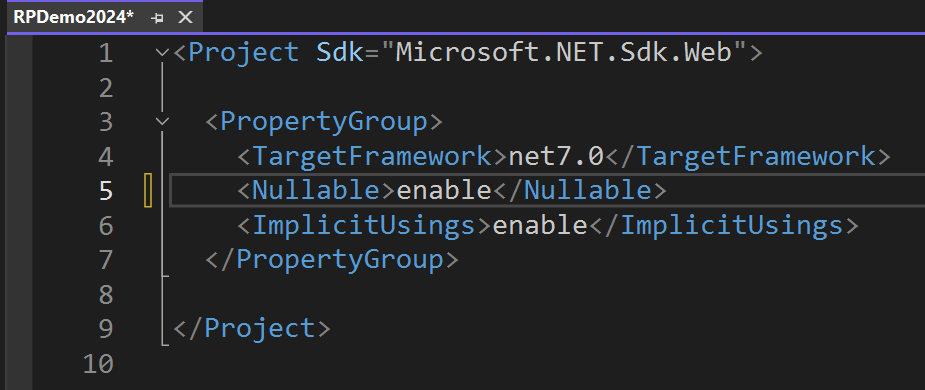 RPDemo2024*
1 <Project Sdk="Microsoft.NET.Sdk.Web">
2
3 <PropertyGroup>
4 <TargetFramework>net7.0</TargetFramework>
5 <Nullable>enable</Nullable>
6 <ImplicitUsings>enable</ImplicitUsings>
7 </PropertyGroup>
8
9 </Project>
10